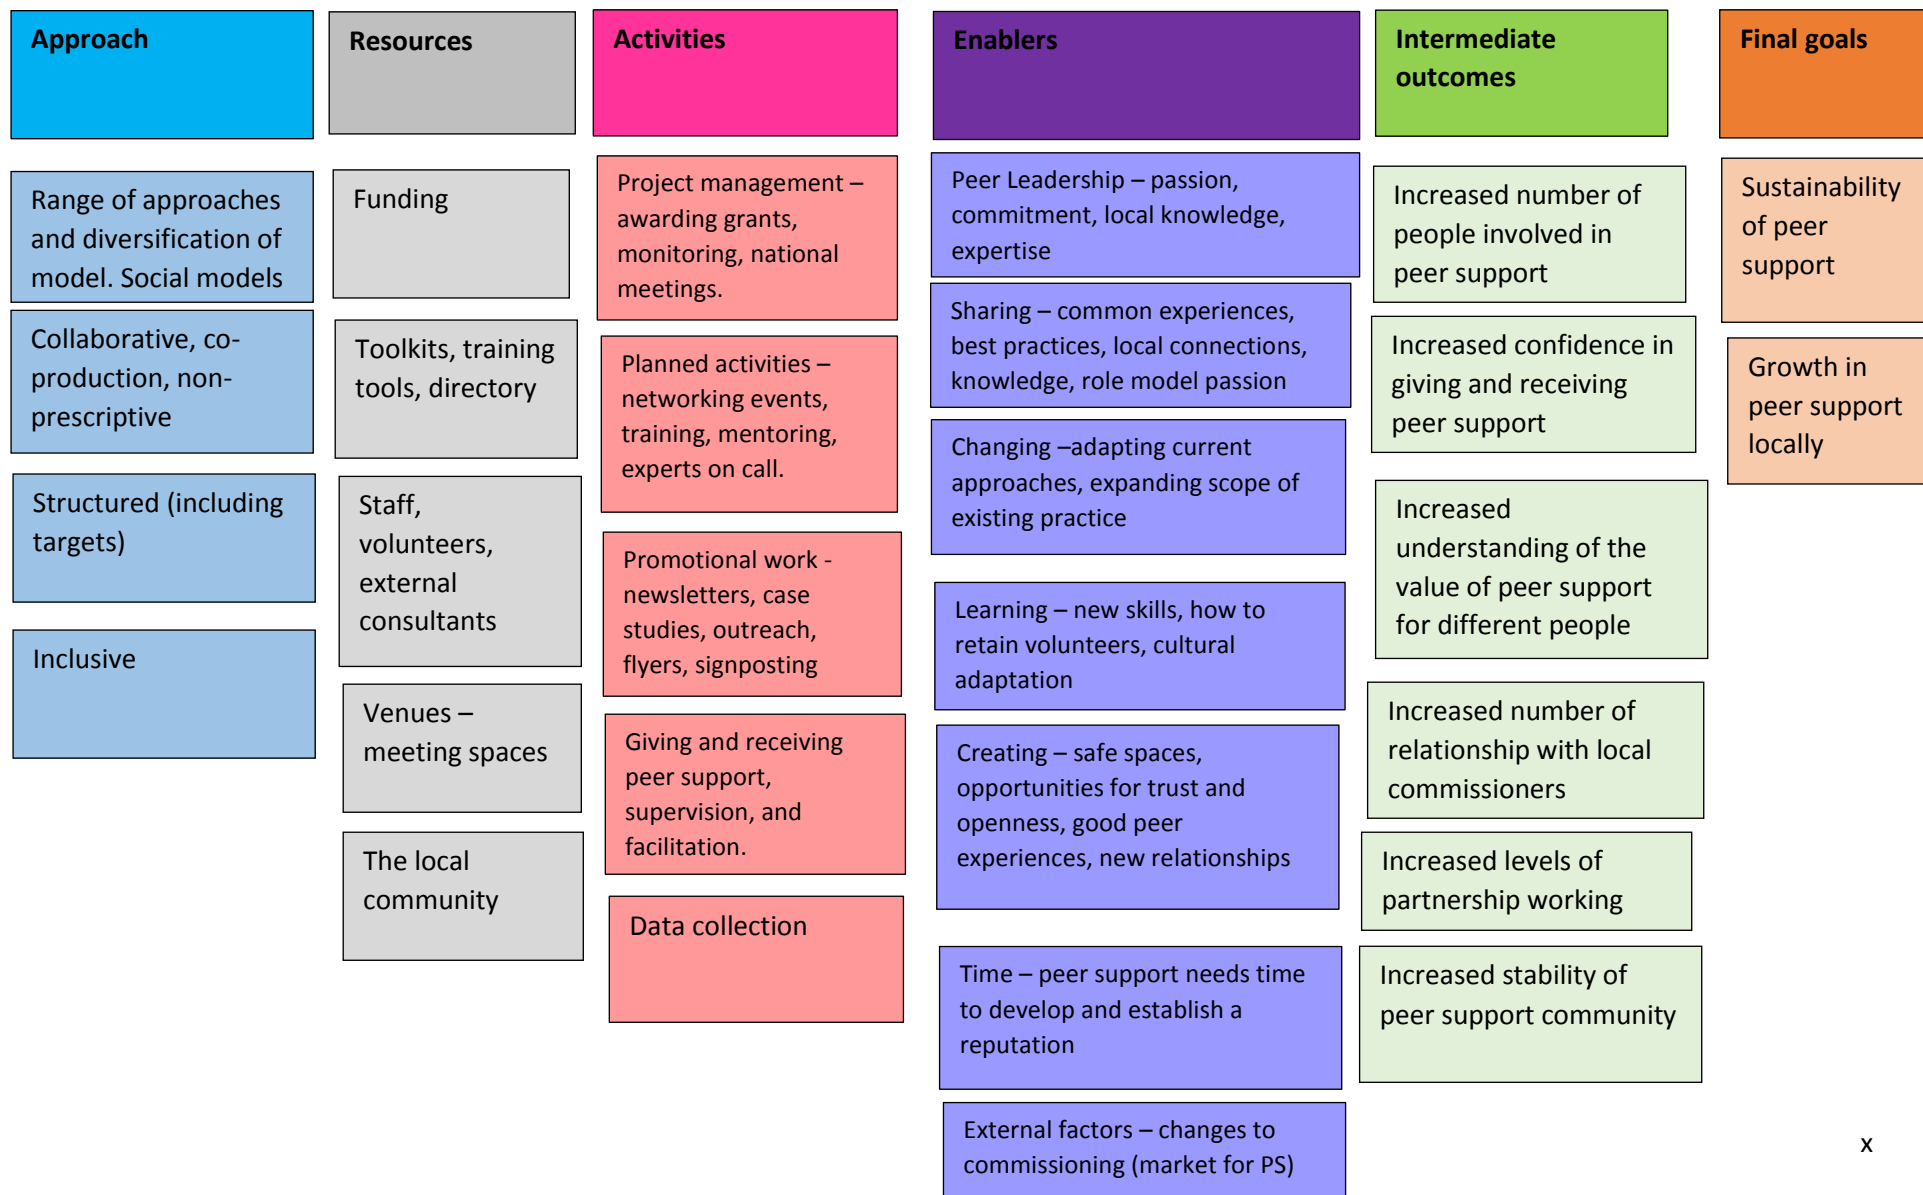 Approach
Range of approaches
and diversification of
model. Social models
Collaborative, co-
production, non-
prescriptive
Structured (including
targets)
Inclusive
Resources
Funding
Toolkits, training
tools, directory
Staff,
volunteers,
external
consultants
Venues –
meeting spaces
The local
community
Activities
Project management –
awarding grants,
monitoring, national
meetings.
Planned activities –
networking events,
training, mentoring,
experts on call.
Promotional work -
newsletters, case
studies, outreach,
flyers, signposting
Giving and receiving
peer support,
supervision, and
facilitation.
Data collection
Enablers
Peer Leadership – passion,
commitment, local knowledge,
expertise
Sharing – common experiences,
best practices, local connections,
knowledge, role model passion
Changing –adapting current
approaches, expanding scope of
existing practice
Learning – new skills, how to
retain volunteers, cultural
adaptation
Creating – safe spaces,
opportunities for trust and
openness, good peer
experiences, new relationships
Time – peer support needs time
to develop and establish a
reputation
External factors – changes to
commissioning (market for PS)
Intermediate
outcomes
Increased number of
people involved in
peer support
Increased confidence in
giving and receiving
peer support
Increased
understanding of the
value of peer support
for different people
Increased number of
relationship with local
commissioners
Increased levels of
partnership working
Increased stability of
peer support community
Final goals
Sustainability
of peer
support
Growth in
peer support
locally
x